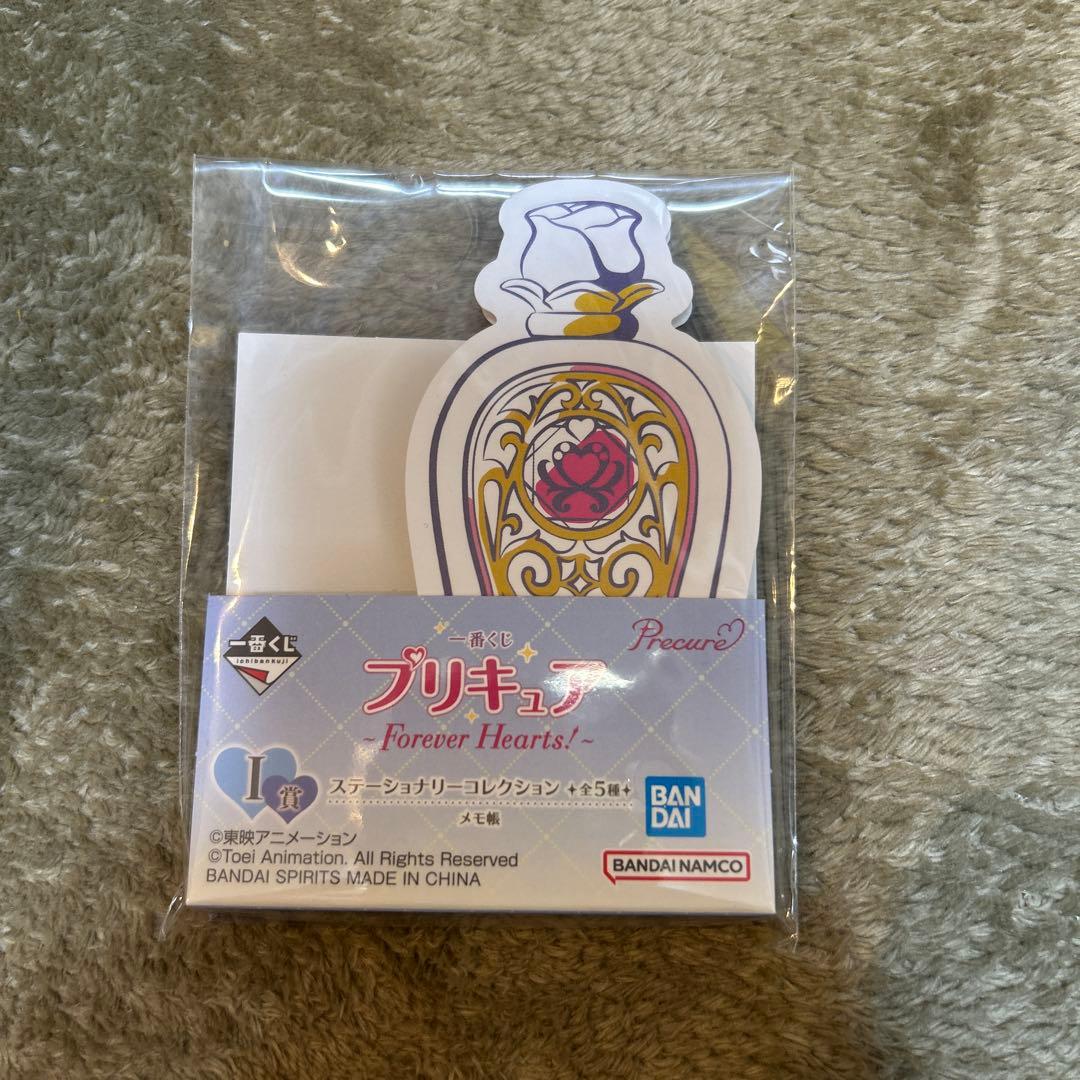 一番くじ
ichibankuji
一番くじ
Precure
プリキュア
~Forever Hearts!~
I賞
ステーショナリーコレクション ✦全5種✦
メモ帳
BAN
DAI
©東映アニメーション
©Toei Animation. All Rights Reserved
BANDAI SPIRITS MADE IN CHINA
BANDAI NAMCO